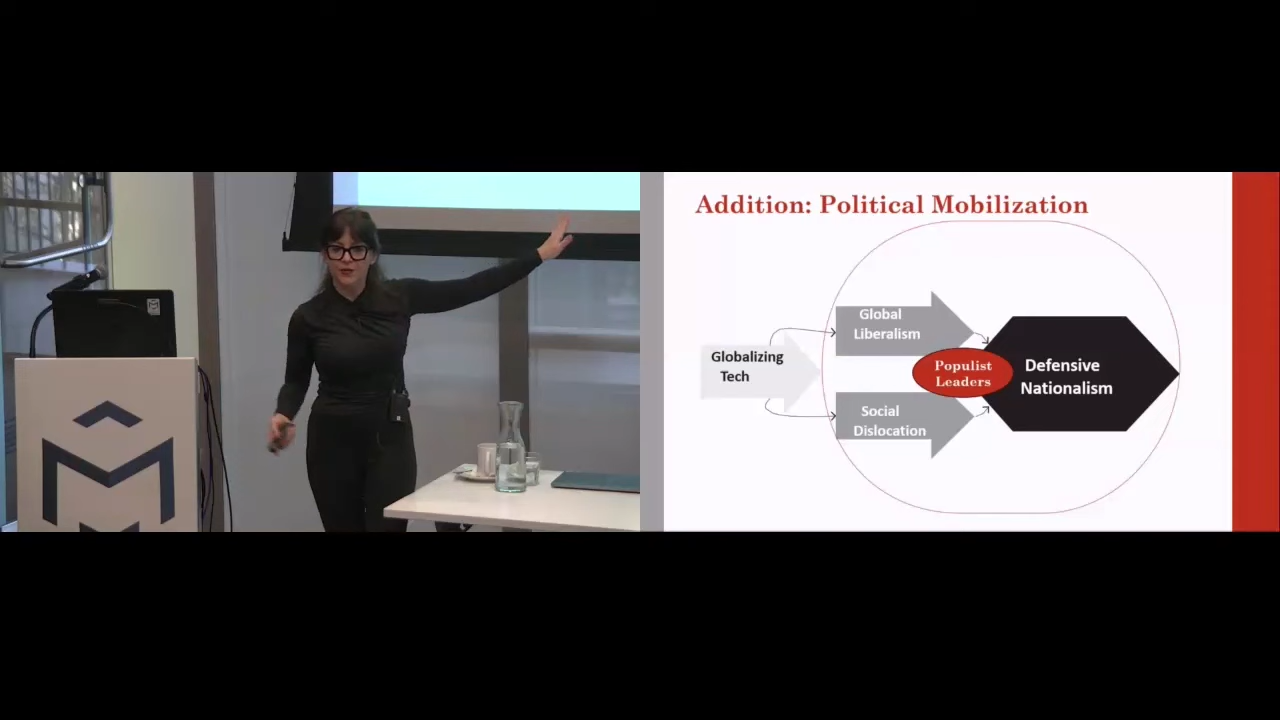 Addition: Political Mobilization
Global
Liberalism
Globalizing
Tech
Populist
Leaders
Defensive
Nationalism
Social
Dislocation